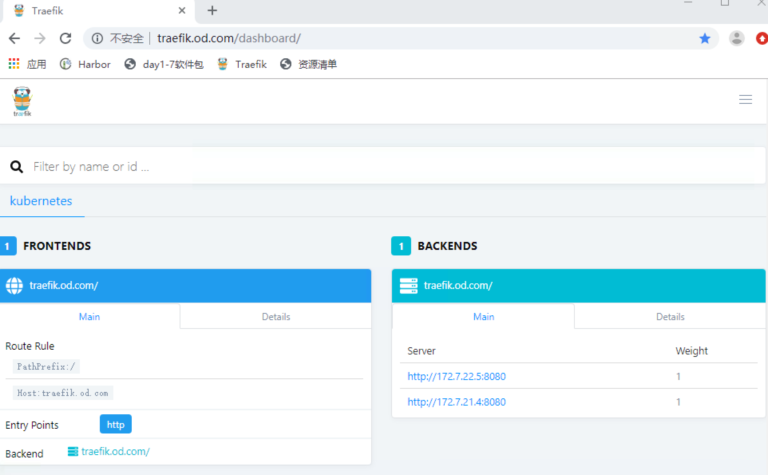 Traefik
不安全 traefik.od.com/dashboard/
应用 Harbor day1-7软件包 Traefik 资源清单
træfik
Filter by name or id ...
kubernetes
1 FRONTENDS
traefik.od.com/
Main Details
Route Rule
PathPrefix:/
Host:traefik.od.com
Entry Points http
Backend traefik.od.com/
1 BACKENDS
traefik.od.com/
Main Details
Server Weight
http://172.7.22.5:8080 1
http://172.7.21.4:8080 1